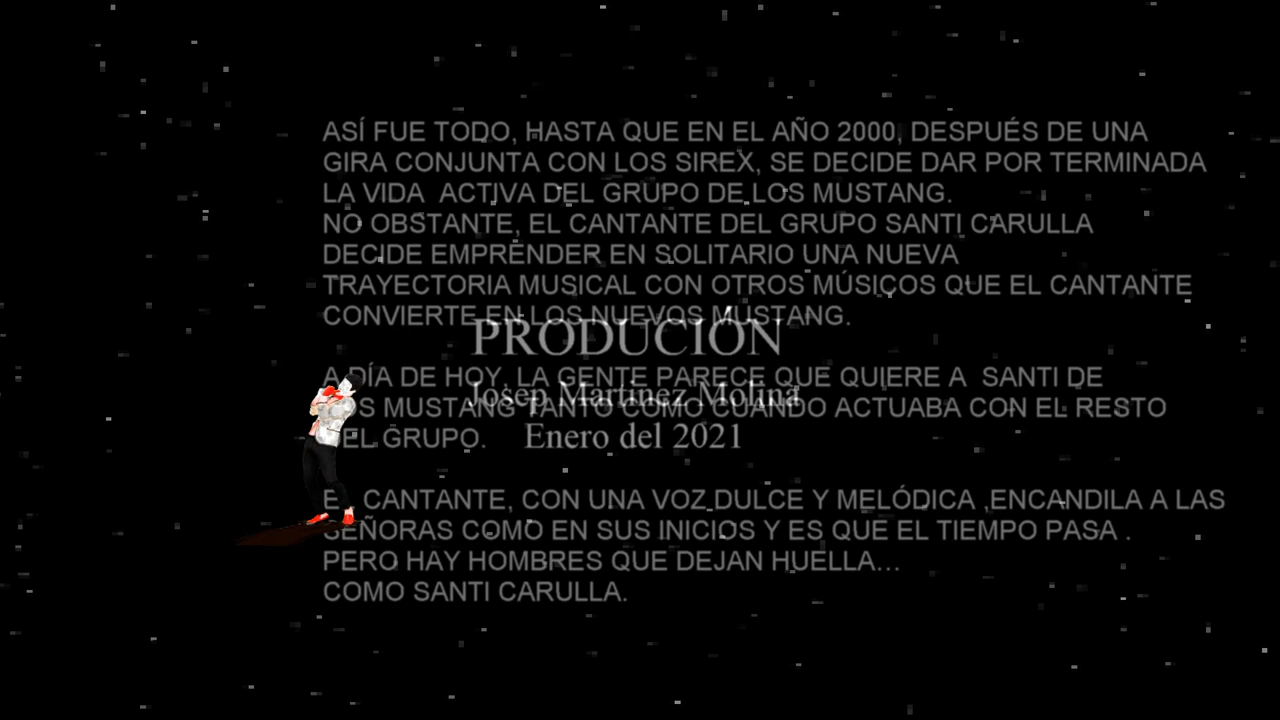 ASÍ FUE TODO, HASTA QUE EN EL AÑO 2000, DESPUÉS DE UNA
GIRA CONJUNTA CON LOS SIREX, SE DECIDE DAR POR TERMINADA
LA VIDA ACTIVA DEL GRUPO DE LOS MUSTANG.
NO OBSTANTE, EL CANTANTE DEL GRUPO SANTI CARULLA
DECIDE EMPRENDER EN SOLITARIO UNA NUEVA
TRAYECTORIA MUSICAL CON OTROS MÚSICOS QUE EL CANTANTE
CONVIERTE EN LOS NUEVOS MUSTANG.
PRODUCIÓN
A DÍA DE HOY, LA GENTE PARECE QUE QUIERE A SANTI DE
Josep Martinez Molina
S MUSTANG TANTO COMO CUANDO ACTUABA CON EL RESTO
EL GRUPO.
Enero del 2021
E CANTANTE, CON UNA VOZ DULCE Y MELÓDICA ,ENCANDILA A LAS
SEÑORAS COMO EN SUS INICIOS Y ES QUE EL TIEMPO PASA .
PERO HAY HOMBRES QUE DEJAN HUELLA...
COMO SANTI CARULLA.